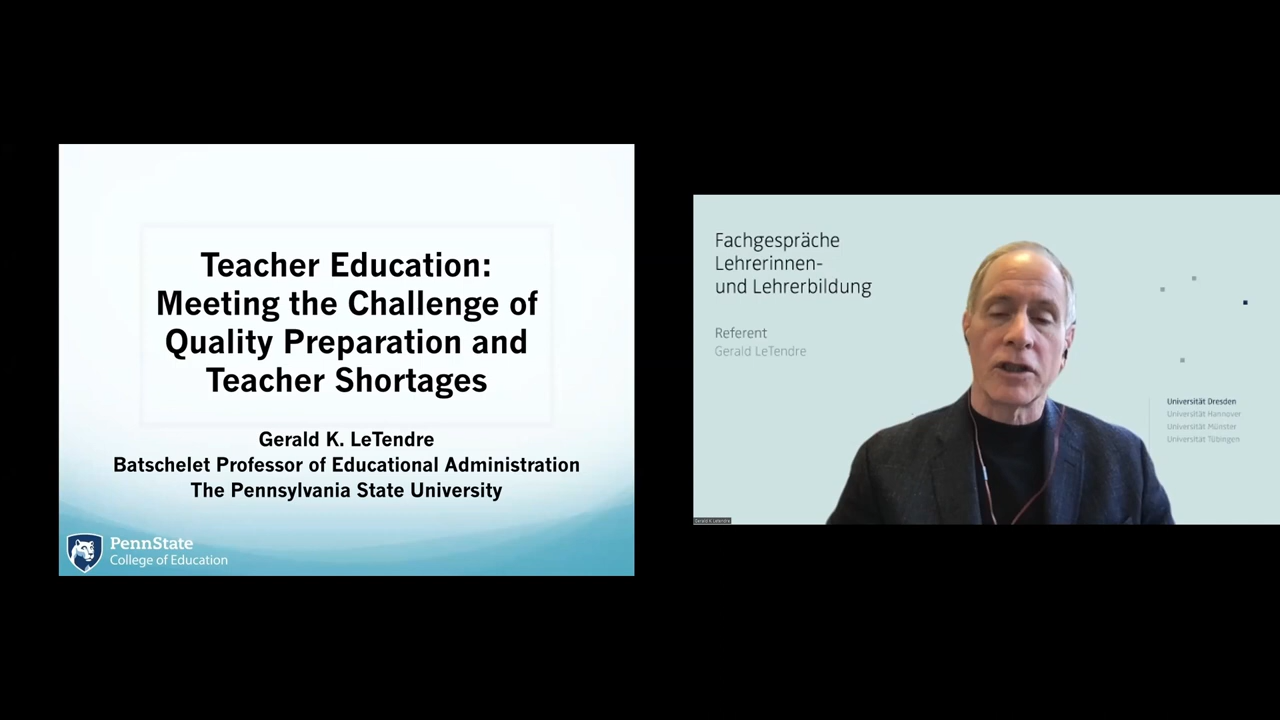 Teacher Education:
Meeting the Challenge of
Quality Preparation and
Teacher Shortages
Gerald K. LeTendre
Batschelet Professor of Educational Administration
The Pennsylvania State University
PennState
College of Education
Fachgespräche
Lehrerinnen-
und Lehrerbildung
Referent
Gerald LeTendre
Universität Dresden
Universität Hannover
Universität Münster
Universität Tübingen
Gerald K. LeTendre